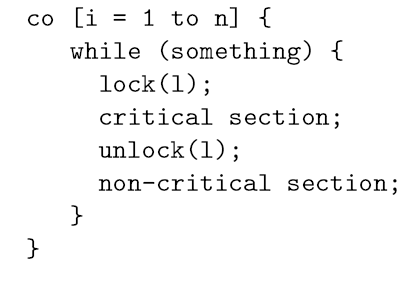 co [i = 1 to n] {
while (something) {
lock(l);
critical section;
unlock(l);
non-critical section;
}
}